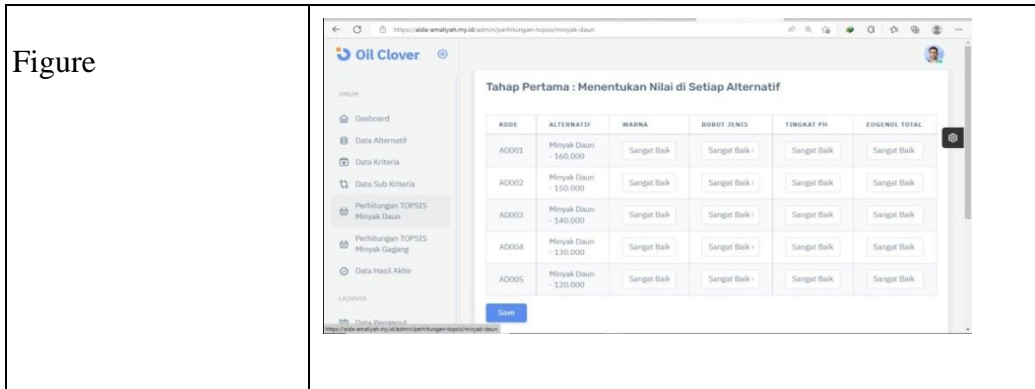 Figure
https://alda-amaliyah.my.id/admin/perhitungan-topsis/minyak-daun
Oil Clover
UMUM
Dasboard
Data Alternatif
Data Kriteria
Data Sub Kriteria
Perhitungan TOPSIS
Minyak Daun
Perhitungan TOPSIS
Minyak Gagang
Data Hasil Akhir
LAINNYA
Data Pengepul
https://alda-amaliyah.my.id/admin/perhitungan-topsis/minyak-daun
Tahap Pertama : Menentukan Nilai di Setiap Alternatif
KODE ALTERNATIF WARNA BOBOT JENIS TINGKAT PH EUGENOL TOTAL
AD001 Minyak Daun - 160.000 Sangat Baik Sangat Baik Sangat Baik Sangat Baik
AD002 Minyak Daun - 150.000 Sangat Baik Sangat Baik Sangat Baik Sangat Baik
AD003 Minyak Daun - 140.000 Sangat Baik Sangat Baik Sangat Baik Sangat Baik
AD004 Minyak Daun - 130.000 Sangat Baik Sangat Baik Sangat Baik Sangat Baik
AD005 Minyak Daun - 120.000 Sangat Baik Sangat Baik Sangat Baik Sangat Baik
Save